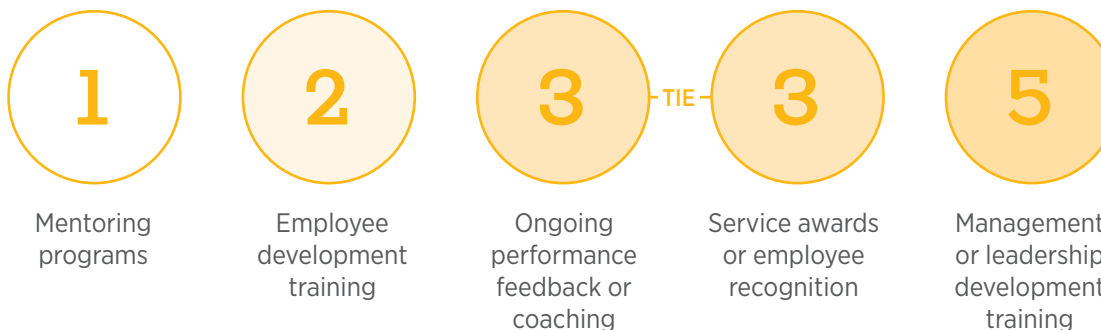 1
2
3
TIE
3
5
Mentoring
programs
Employee
development
training
Ongoing
performance
feedback or
coaching
Service awards
or employee
recognition
Management
or leadership
development
training